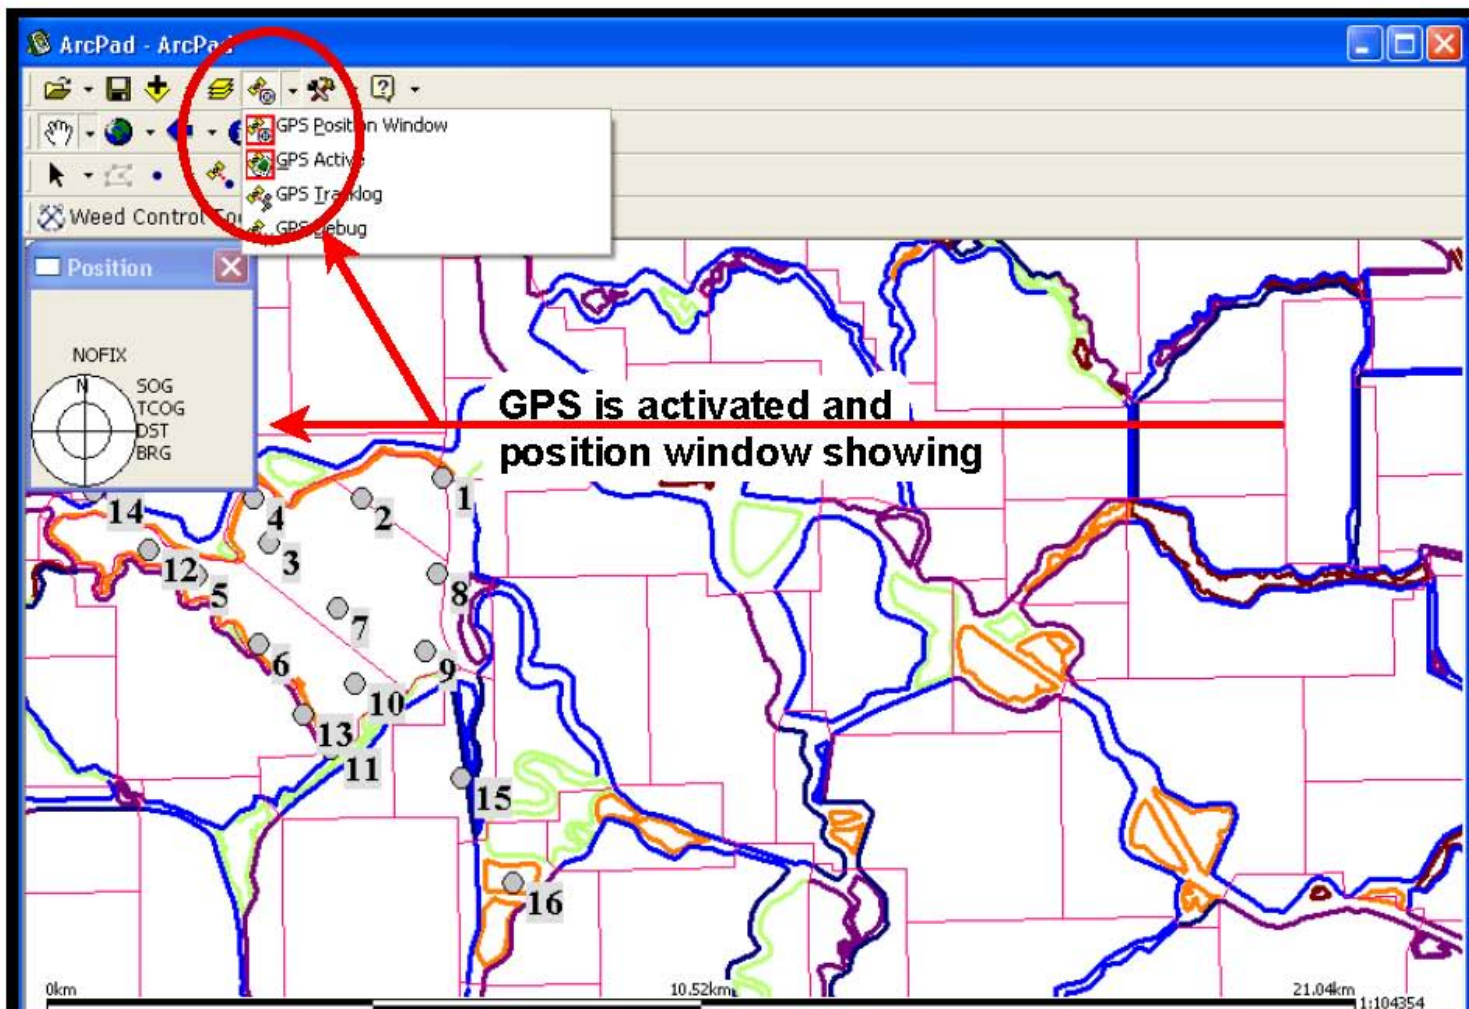 ArcPad - ArcPad
GPS Position Window
GPS Active
GPS Tracklog
GPS Debug
Weed Control
Position
NOFIX
N
SOG
TCOG
DST
BRG
GPS is activated and
position window showing
1
2
3
4
5
6
7
8
9
10
11
12
13
14
15
16
0km
10.52km
21.04km
1:104354